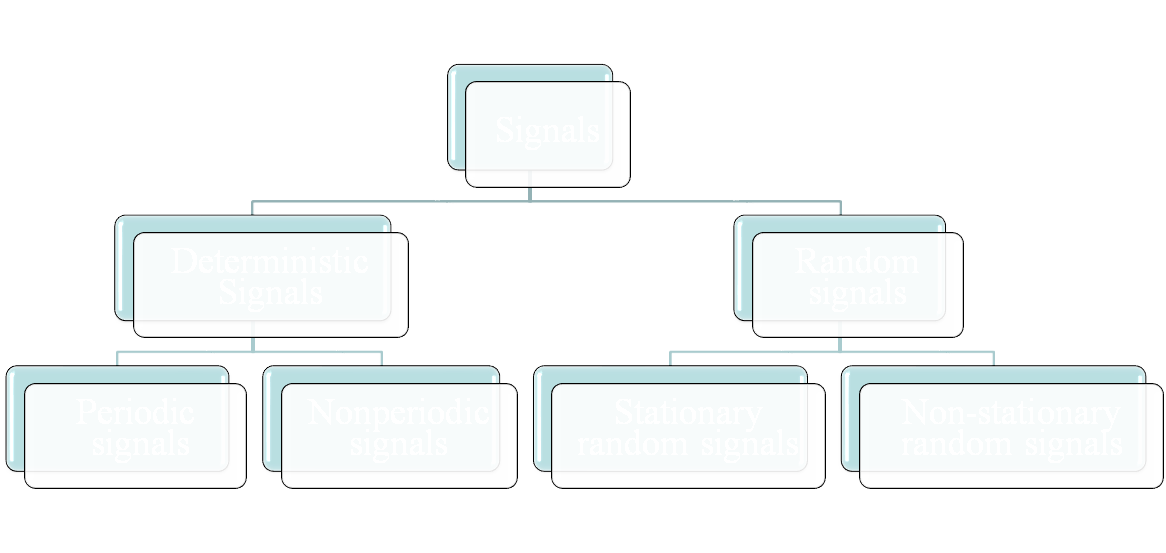 Signals
Deterministic
Signals
Random
signals
Periodic
signals
Nonperiodic
signals
Stationary
random signals
Non-stationary
random signals